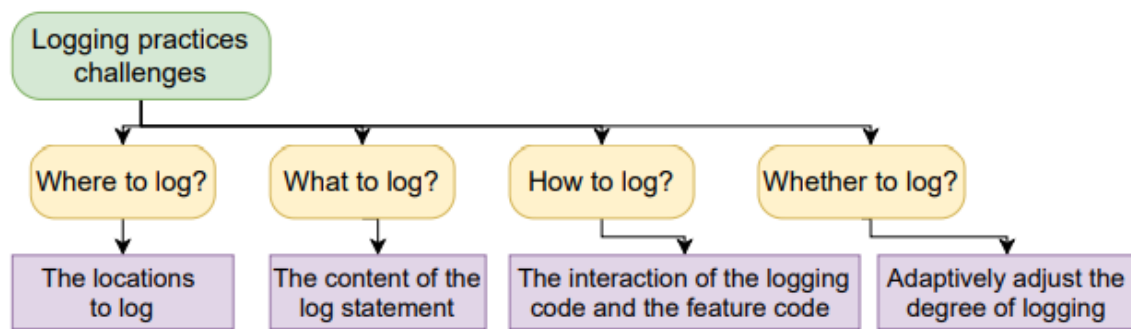 Logging practices
challenges
Where to log?
What to log?
How to log?
Whether to log?
The locations
to log
The content of the
log statement
The interaction of the logging
code and the feature code
Adaptively adjust the
degree of logging